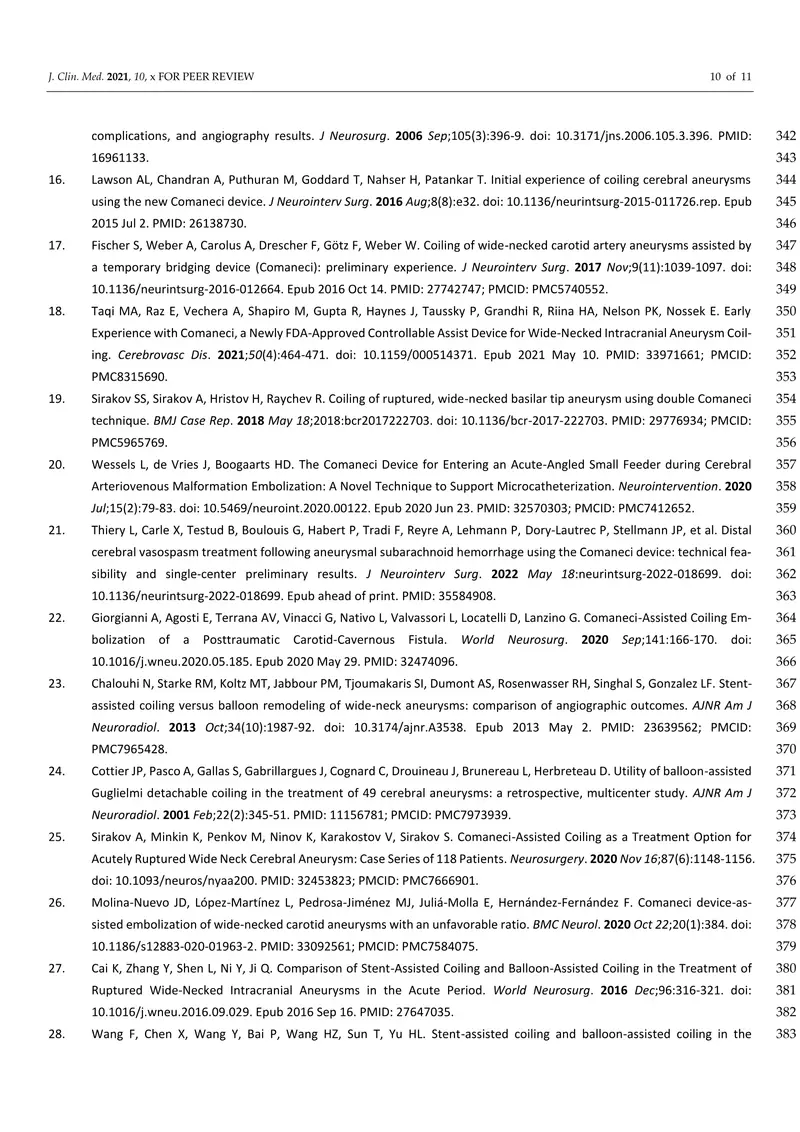 J. Clin. Med. 2021, 10, x FOR PEER REVIEW 10 of 11
complications, and angiography results. J Neurosurg. 2006 Sep;105(3):396-9. doi: 10.3171/jns.2006.105.3.396. PMID: 342
16961133. 343
16. Lawson AL, Chandran A, Puthuran M, Goddard T, Nahser H, Patankar T. Initial experience of coiling cerebral aneurysms 344
using the new Comaneci device. J Neurointerv Surg. 2016 Aug;8(8):e32. doi: 10.1136/neurintsurg-2015-011726.rep. Epub 345
2015 Jul 2. PMID: 26138730. 346
17. Fischer S, Weber A, Carolus A, Drescher F, Götz F, Weber W. Coiling of wide-necked carotid artery aneurysms assisted by 347
a temporary bridging device (Comaneci): preliminary experience. J Neurointerv Surg. 2017 Nov;9(11):1039-1097. doi: 348
10.1136/neurintsurg-2016-012664. Epub 2016 Oct 14. PMID: 27742747; PMCID: PMC5740552. 349
18. Taqi MA, Raz E, Vechera A, Shapiro M, Gupta R, Haynes J, Taussky P, Grandhi R, Riina HA, Nelson PK, Nossek E. Early 350
Experience with Comaneci, a Newly FDA-Approved Controllable Assist Device for Wide-Necked Intracranial Aneurysm Coil- 351
ing. Cerebrovasc Dis. 2021;50(4):464-471. doi: 10.1159/000514371. Epub 2021 May 10. PMID: 33971661; PMCID: 352
PMC8315690. 353
19. Sirakov SS, Sirakov A, Hristov H, Raychev R. Coiling of ruptured, wide-necked basilar tip aneurysm using double Comaneci 354
technique. BMJ Case Rep. 2018 May 18;2018:bcr2017222703. doi: 10.1136/bcr-2017-222703. PMID: 29776934; PMCID: 355
PMC5965769. 356
20. Wessels L, de Vries J, Boogaarts HD. The Comaneci Device for Entering an Acute-Angled Small Feeder during Cerebral 357
Arteriovenous Malformation Embolization: A Novel Technique to Support Microcatheterization. Neurointervention. 2020 358
Jul;15(2):79-83. doi: 10.5469/neuroint.2020.00122. Epub 2020 Jun 23. PMID: 32570303; PMCID: PMC7412652. 359
21. Thiery L, Carle X, Testud B, Boulouis G, Habert P, Tradi F, Reyre A, Lehmann P, Dory-Lautrec P, Stellmann JP, et al. Distal 360
cerebral vasospasm treatment following aneurysmal subarachnoid hemorrhage using the Comaneci device: technical fea- 361
sibility and single-center preliminary results. J Neurointerv Surg. 2022 May 18:neurintsurg-2022-018699. doi: 362
10.1136/neurintsurg-2022-018699. Epub ahead of print. PMID: 35584908. 363
22. Giorgianni A, Agosti E, Terrana AV, Vinacci G, Nativo L, Valvassori L, Locatelli D, Lanzino G. Comaneci-Assisted Coiling Em- 364
bolization of a Posttraumatic Carotid-Cavernous Fistula. World Neurosurg. 2020 Sep;141:166-170. doi: 365
10.1016/j.wneu.2020.05.185. Epub 2020 May 29. PMID: 32474096. 366
23. Chalouhi N, Starke RM, Koltz MT, Jabbour PM, Tjoumakaris SI, Dumont AS, Rosenwasser RH, Singhal S, Gonzalez LF. Stent- 367
assisted coiling versus balloon remodeling of wide-neck aneurysms: comparison of angiographic outcomes. AJNR Am J 368
Neuroradiol. 2013 Oct;34(10):1987-92. doi: 10.3174/ajnr.A3538. Epub 2013 May 2. PMID: 23639562; PMCID: 369
PMC7965428. 370
24. Cottier JP, Pasco A, Gallas S, Gabrillargues J, Cognard C, Drouineau J, Brunereau L, Herbreteau D. Utility of balloon-assisted 371
Guglielmi detachable coiling in the treatment of 49 cerebral aneurysms: a retrospective, multicenter study. AJNR Am J 372
Neuroradiol. 2001 Feb;22(2):345-51. PMID: 11156781; PMCID: PMC7973939. 373
25. Sirakov A, Minkin K, Penkov M, Ninov K, Karakostov V, Sirakov S. Comaneci-Assisted Coiling as a Treatment Option for 374
Acutely Ruptured Wide Neck Cerebral Aneurysm: Case Series of 118 Patients. Neurosurgery. 2020 Nov 16;87(6):1148-1156. 375
doi: 10.1093/neuros/nyaa200. PMID: 32453823; PMCID: PMC7666901. 376
26. Molina-Nuevo JD, López-Martínez L, Pedrosa-Jiménez MJ, Juliá-Molla E, Hernández-Fernández F. Comaneci device-as- 377
sisted embolization of wide-necked carotid aneurysms with an unfavorable ratio. BMC Neurol. 2020 Oct 22;20(1):384. doi: 378
10.1186/s12883-020-01963-2. PMID: 33092561; PMCID: PMC7584075. 379
27. Cai K, Zhang Y, Shen L, Ni Y, Ji Q. Comparison of Stent-Assisted Coiling and Balloon-Assisted Coiling in the Treatment of 380
Ruptured Wide-Necked Intracranial Aneurysms in the Acute Period. World Neurosurg. 2016 Dec;96:316-321. doi: 381
10.1016/j.wneu.2016.09.029. Epub 2016 Sep 16. PMID: 27647035. 382
28. Wang F, Chen X, Wang Y, Bai P, Wang HZ, Sun T, Yu HL. Stent-assisted coiling and balloon-assisted coiling in the 383